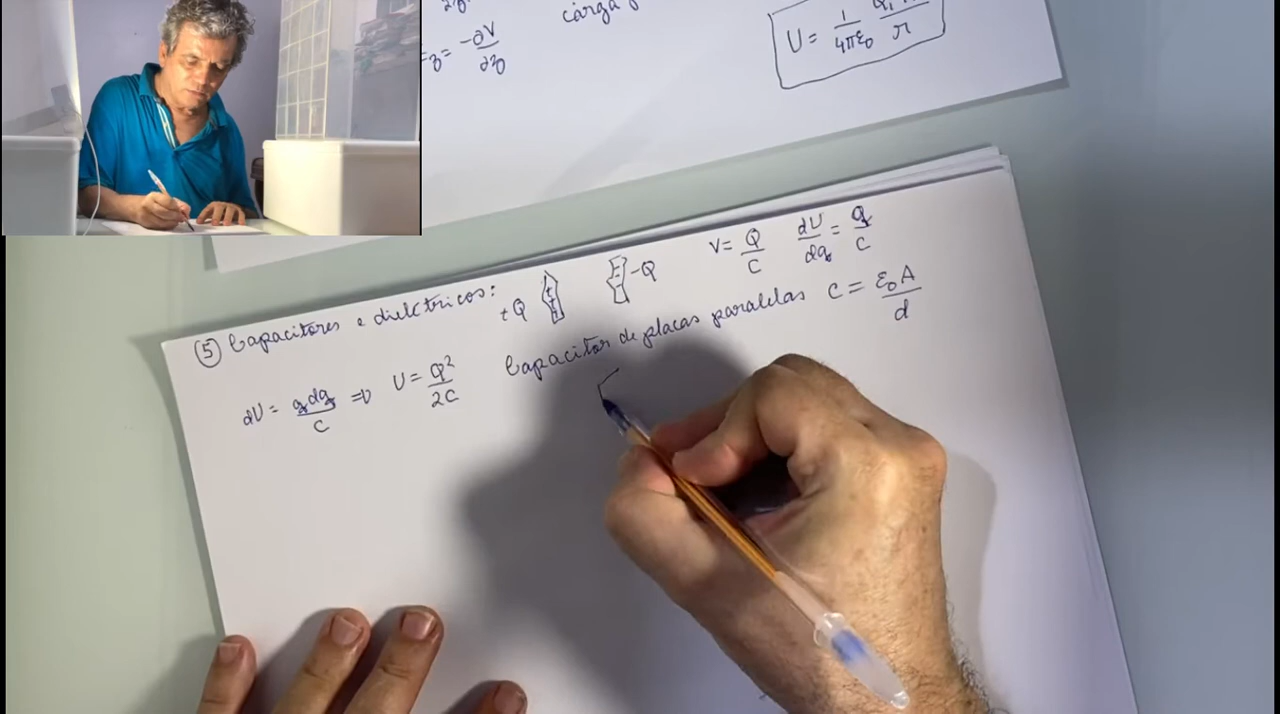 carga
= -∂V/∂z
U = 1/4πε₀ Q₁
V = Q/C dU/dq = q/C
⑤ Capacitores e dielétricos: +Q -Q
Capacitor de placas paralelas C = ε₀A/d
dU = q dq/C ⇒ U = Q²/2C